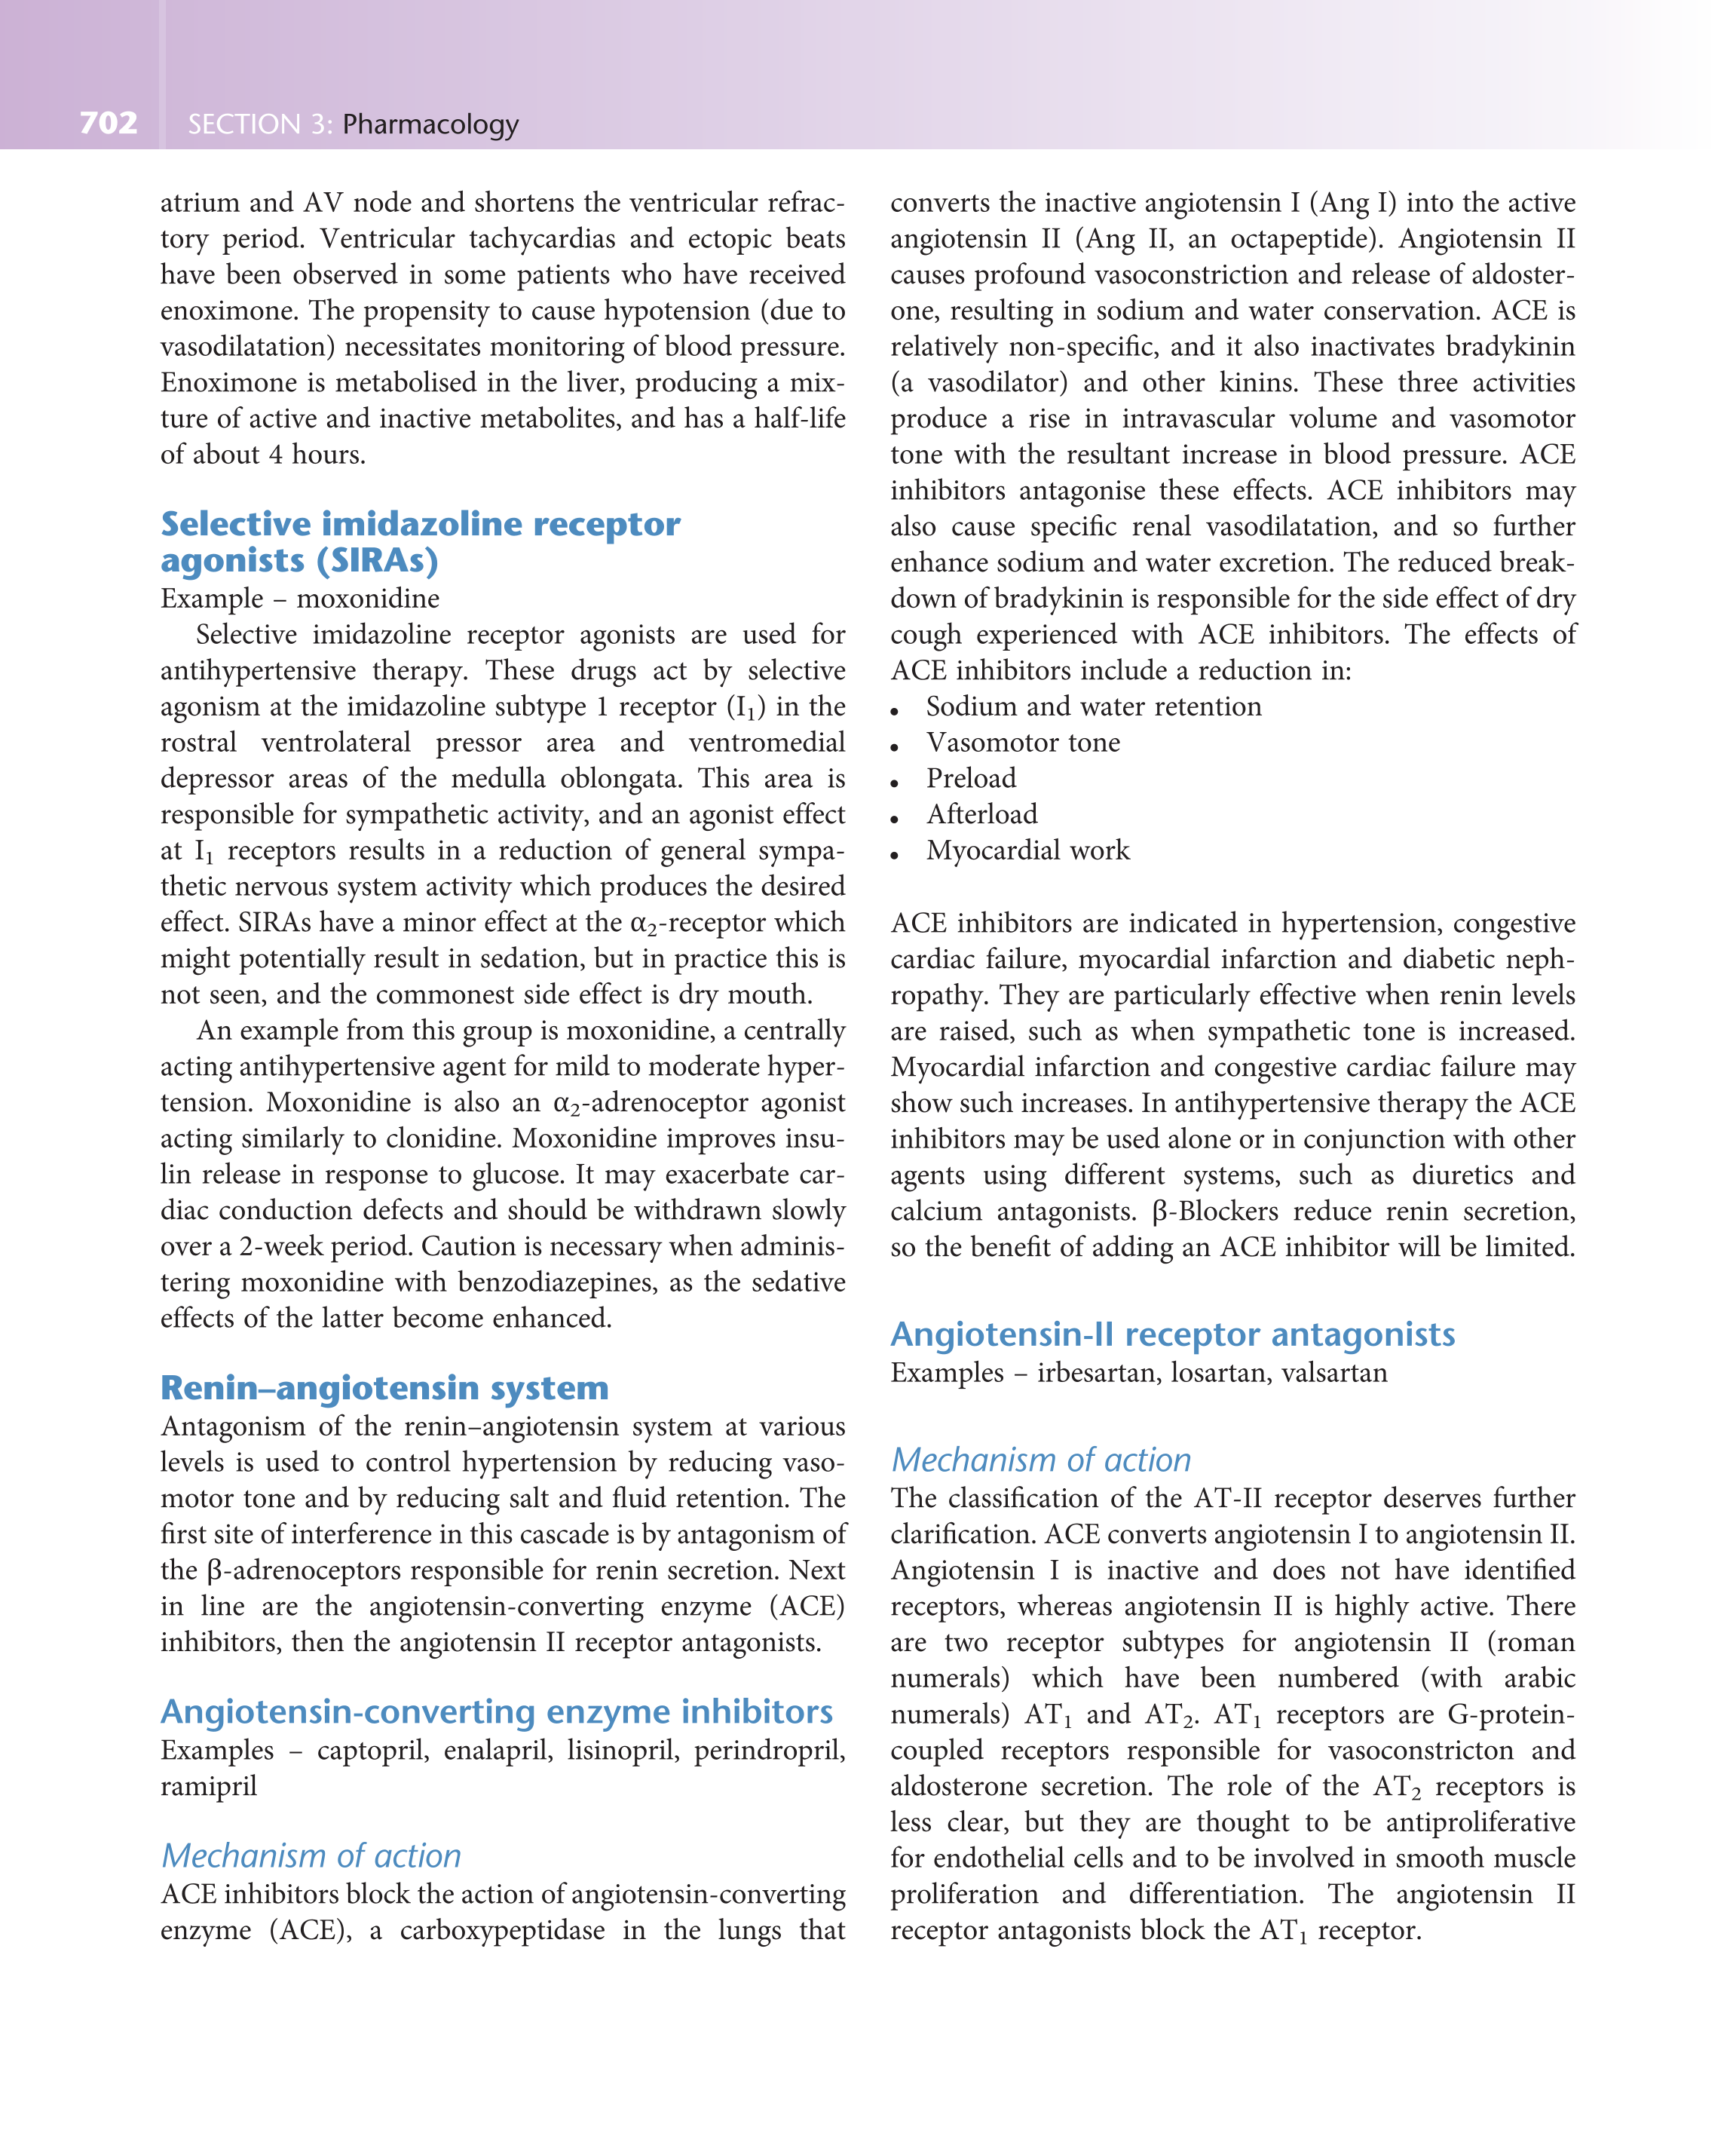 702 SECTION 3: Pharmacology
atrium and AV node and shortens the ventricular refrac-
tory period. Ventricular tachycardias and ectopic beats
have been observed in some patients who have received
enoximone. The propensity to cause hypotension (due to
vasodilatation) necessitates monitoring of blood pressure.
Enoximone is metabolised in the liver, producing a mix-
ture of active and inactive metabolites, and has a half-life
of about 4 hours.
Selective imidazoline receptor
agonists (SIRAs)
Example – moxonidine
Selective imidazoline receptor agonists are used for
antihypertensive therapy. These drugs act by selective
agonism at the imidazoline subtype 1 receptor (I₁) in the
rostral ventrolateral pressor area and ventromedial
depressor areas of the medulla oblongata. This area is
responsible for sympathetic activity, and an agonist effect
at I₁ receptors results in a reduction of general sympa-
thetic nervous system activity which produces the desired
effect. SIRAs have a minor effect at the α₂-receptor which
might potentially result in sedation, but in practice this is
not seen, and the commonest side effect is dry mouth.
An example from this group is moxonidine, a centrally
acting antihypertensive agent for mild to moderate hyper-
tension. Moxonidine is also an α₂-adrenoceptor agonist
acting similarly to clonidine. Moxonidine improves insu-
lin release in response to glucose. It may exacerbate car-
diac conduction defects and should be withdrawn slowly
over a 2-week period. Caution is necessary when adminis-
tering moxonidine with benzodiazepines, as the sedative
effects of the latter become enhanced.
Renin–angiotensin system
Antagonism of the renin–angiotensin system at various
levels is used to control hypertension by reducing vaso-
motor tone and by reducing salt and fluid retention. The
first site of interference in this cascade is by antagonism of
the β-adrenoceptors responsible for renin secretion. Next
in line are the angiotensin-converting enzyme (ACE)
inhibitors, then the angiotensin II receptor antagonists.
Angiotensin-converting enzyme inhibitors
Examples – captopril, enalapril, lisinopril, perindropril,
ramipril
Mechanism of action
ACE inhibitors block the action of angiotensin-converting
enzyme (ACE), a carboxypeptidase in the lungs that
converts the inactive angiotensin I (Ang I) into the active
angiotensin II (Ang II, an octapeptide). Angiotensin II
causes profound vasoconstriction and release of aldoster-
one, resulting in sodium and water conservation. ACE is
relatively non-specific, and it also inactivates bradykinin
(a vasodilator) and other kinins. These three activities
produce a rise in intravascular volume and vasomotor
tone with the resultant increase in blood pressure. ACE
inhibitors antagonise these effects. ACE inhibitors may
also cause specific renal vasodilatation, and so further
enhance sodium and water excretion. The reduced break-
down of bradykinin is responsible for the side effect of dry
cough experienced with ACE inhibitors. The effects of
ACE inhibitors include a reduction in:
• Sodium and water retention
• Vasomotor tone
• Preload
• Afterload
• Myocardial work
ACE inhibitors are indicated in hypertension, congestive
cardiac failure, myocardial infarction and diabetic neph-
ropathy. They are particularly effective when renin levels
are raised, such as when sympathetic tone is increased.
Myocardial infarction and congestive cardiac failure may
show such increases. In antihypertensive therapy the ACE
inhibitors may be used alone or in conjunction with other
agents using different systems, such as diuretics and
calcium antagonists. β-Blockers reduce renin secretion,
so the benefit of adding an ACE inhibitor will be limited.
Angiotensin-II receptor antagonists
Examples – irbesartan, losartan, valsartan
Mechanism of action
The classification of the AT-II receptor deserves further
clarification. ACE converts angiotensin I to angiotensin II.
Angiotensin I is inactive and does not have identified
receptors, whereas angiotensin II is highly active. There
are two receptor subtypes for angiotensin II (roman
numerals) which have been numbered (with arabic
numerals) AT₁ and AT₂. AT₁ receptors are G-protein-
coupled receptors responsible for vasoconstricton and
aldosterone secretion. The role of the AT₂ receptors is
less clear, but they are thought to be antiproliferative
for endothelial cells and to be involved in smooth muscle
proliferation and differentiation. The angiotensin II
receptor antagonists block the AT₁ receptor.